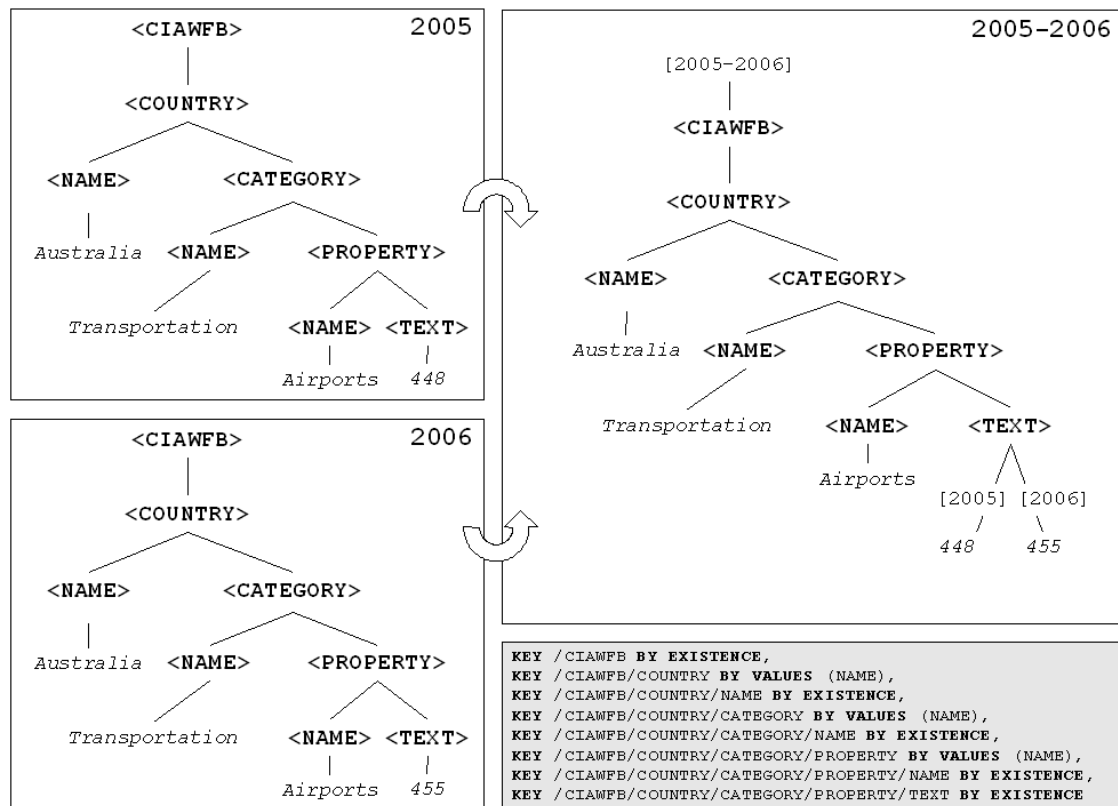 <CIAWFB> 2005
<COUNTRY>
<NAME> <CATEGORY>
Australia <NAME> <PROPERTY>
Transportation <NAME> <TEXT>
Airports 448
<CIAWFB> 2006
<COUNTRY>
<NAME> <CATEGORY>
Australia <NAME> <PROPERTY>
Transportation <NAME> <TEXT>
Airports 455
2005-2006
[2005-2006]
<CIAWFB>
<COUNTRY>
<NAME> <CATEGORY>
Australia <NAME> <PROPERTY>
Transportation <NAME> <TEXT>
Airports [2005] [2006]
448 455
KEY /CIAWFB BY EXISTENCE,
KEY /CIAWFB/COUNTRY BY VALUES (NAME),
KEY /CIAWFB/COUNTRY/NAME BY EXISTENCE,
KEY /CIAWFB/COUNTRY/CATEGORY BY VALUES (NAME),
KEY /CIAWFB/COUNTRY/CATEGORY/NAME BY EXISTENCE,
KEY /CIAWFB/COUNTRY/CATEGORY/PROPERTY BY VALUES (NAME),
KEY /CIAWFB/COUNTRY/CATEGORY/PROPERTY/NAME BY EXISTENCE,
KEY /CIAWFB/COUNTRY/CATEGORY/PROPERTY/TEXT BY EXISTENCE